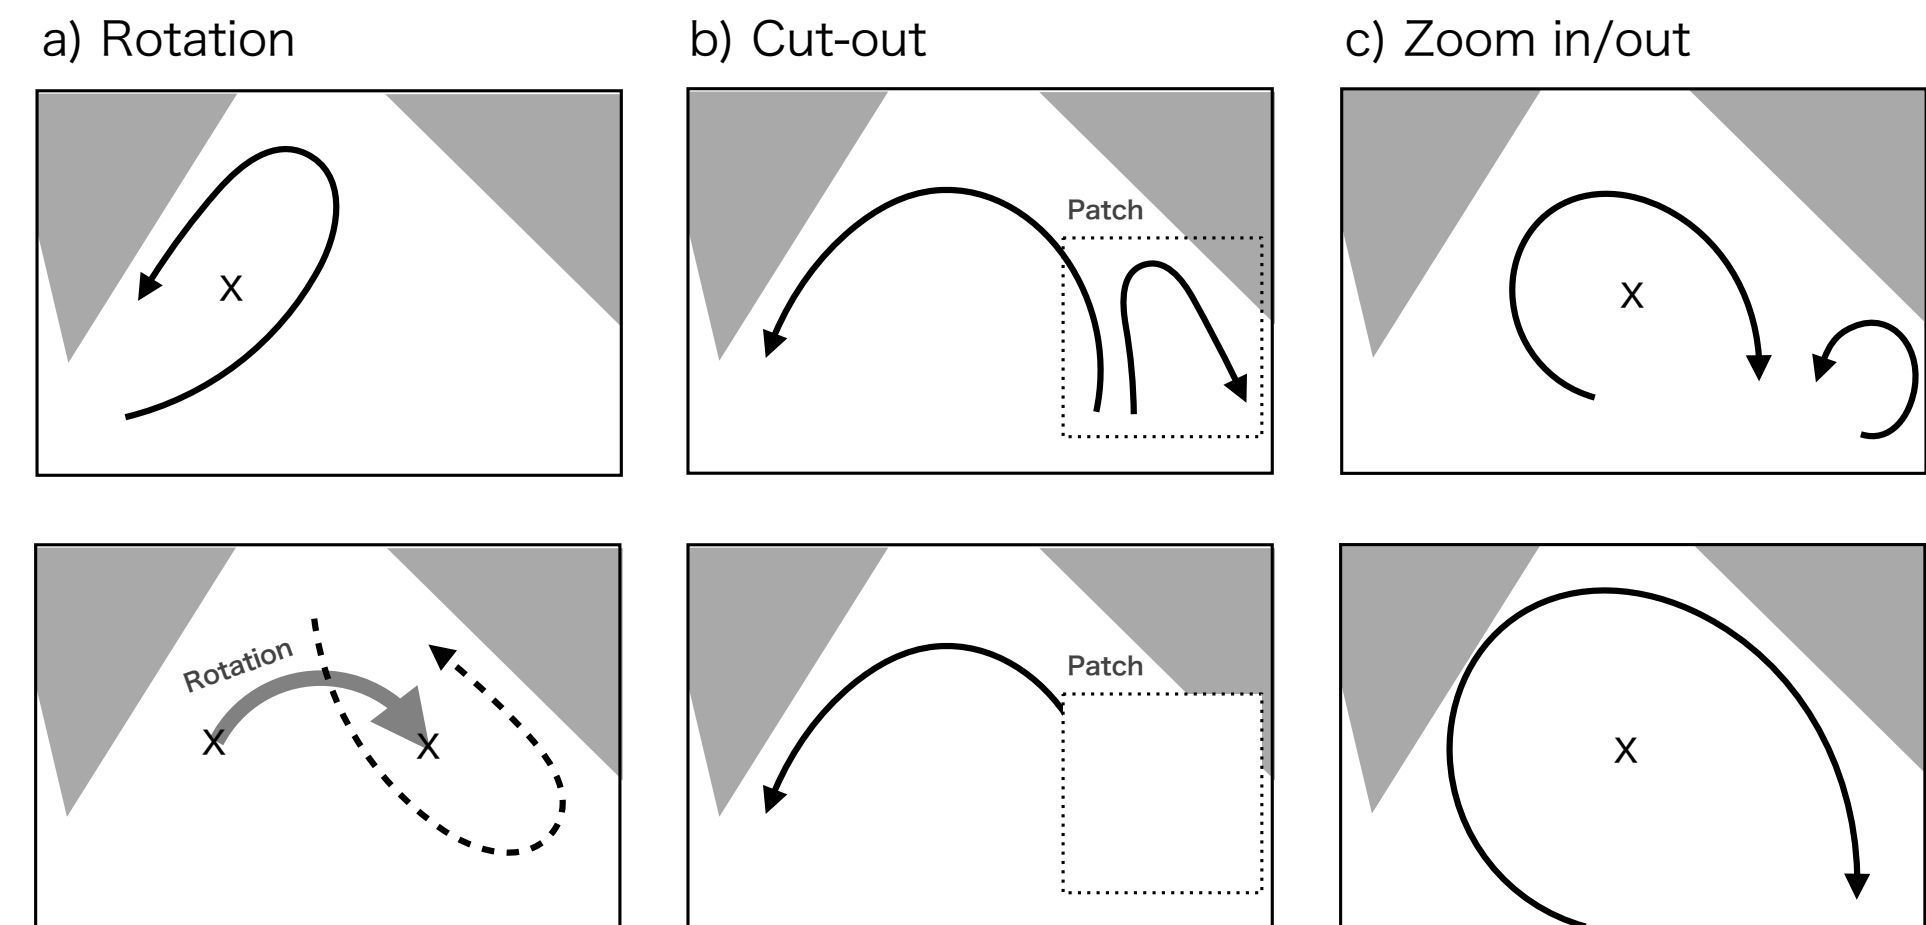 a) Rotation
b) Cut-out
c) Zoom in/out
x
Patch
x
Rotation
x
x
Patch
x